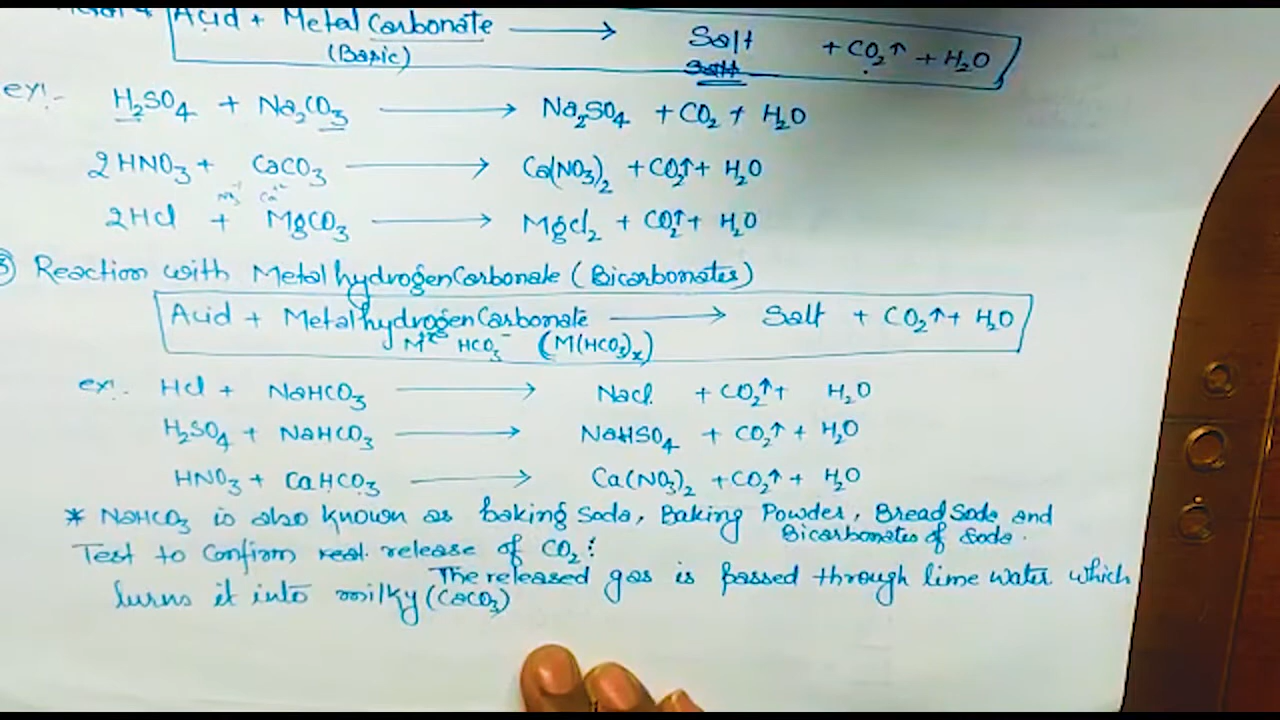 Acid + Metal Carbonate → Salt + CO₂↑ + H₂O
(Basic)
ex:- H₂SO₄ + Na₂CO₃ → Na₂SO₄ + CO₂ + H₂O
2HNO₃ + CaCO₃ → Ca(NO₃)₂ + CO₂↑ + H₂O
2HCl + MgCO₃ → MgCl₂ + CO₂↑ + H₂O
③ Reaction with Metal hydrogen Carbonate (Bicarbonates)
Acid + Metalhydrogen Carbonate → Salt + CO₂↑ + H₂O
HCO₃⁻ (M(HCO₃)ₓ)
ex:- HCl + NaHCO₃ → NaCl + CO₂↑ + H₂O
H₂SO₄ + NaHCO₃ → NaHSO₄ + CO₂↑ + H₂O
HNO₃ + CaHCO₃ → Ca(NO₃)₂ + CO₂↑ + H₂O
* NaHCO₃ is also known as baking Soda, Baking Powder, Bread Soda and
Bicarbonates of Soda.
Test to Confirm release of CO₂:
The released gas is passed through lime water which
turns it into milky (CaCO₃)